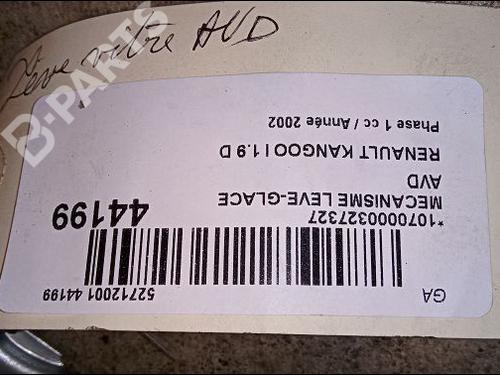 Lève vitre AVD
B-PARTS
GA
52712001 44199
*1070000327327
44199
MECANISME LEVE-GLACE
AVD
RENAULT KANGOO I 1.9 D
Phase 1 cc / Année 2002